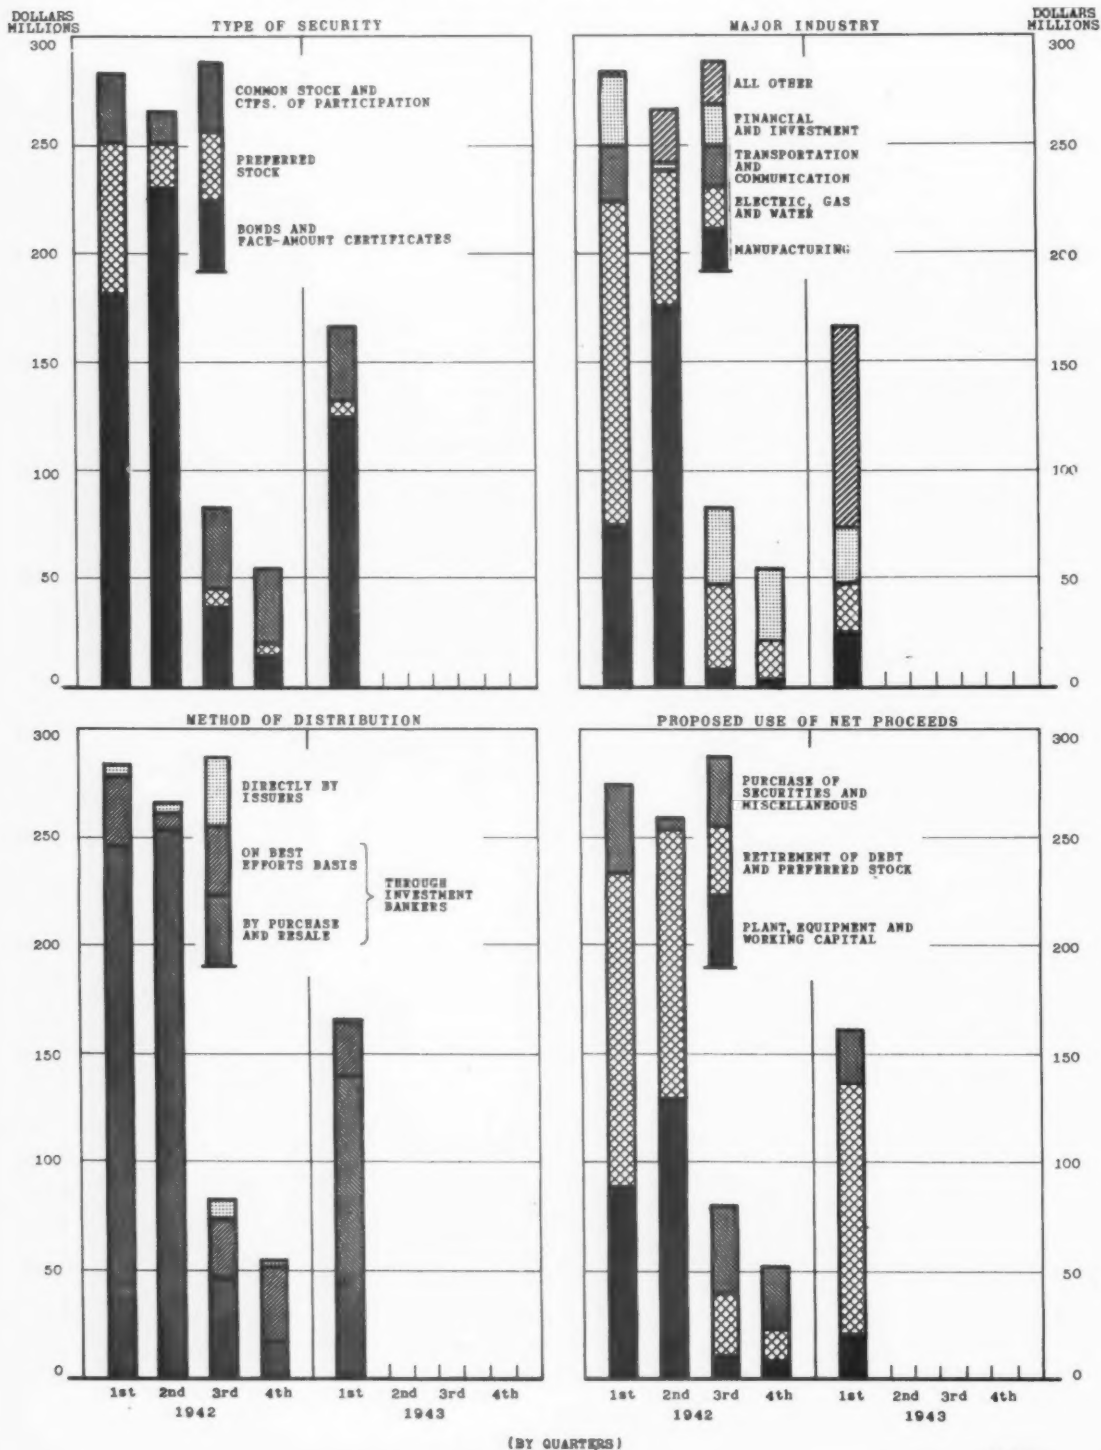 DOLLARS
MILLIONS
TYPE OF SECURITY
300
250
200
150
100
50
0
COMMON STOCK AND
CTFS. OF PARTICIPATION
PREFERRED
STOCK
BONDS AND
FACE-AMOUNT CERTIFICATES
MAJOR INDUSTRY
DOLLARS
MILLIONS
300
250
200
150
100
50
0
ALL OTHER
FINANCIAL
AND INVESTMENT
TRANSPORTATION
AND
COMMUNICATION
ELECTRIC, GAS
AND WATER
MANUFACTURING
METHOD OF DISTRIBUTION
300
250
200
150
100
50
0
DIRECTLY BY
ISSUERS
ON BEST
EFFORTS BASIS
BY PURCHASE
AND RESALE
THROUGH
INVESTMENT
BANKERS
1st 2nd 3rd 4th 1st 2nd 3rd 4th
1942 1943
PROPOSED USE OF NET PROCEEDS
300
250
200
150
100
50
0
PURCHASE OF
SECURITIES AND
MISCELLANEOUS
RETIREMENT OF DEBT
AND PREFERRED STOCK
PLANT, EQUIPMENT AND
WORKING CAPITAL
1st 2nd 3rd 4th 1st 2nd 3rd 4th
1942 1943
(BY QUARTERS)